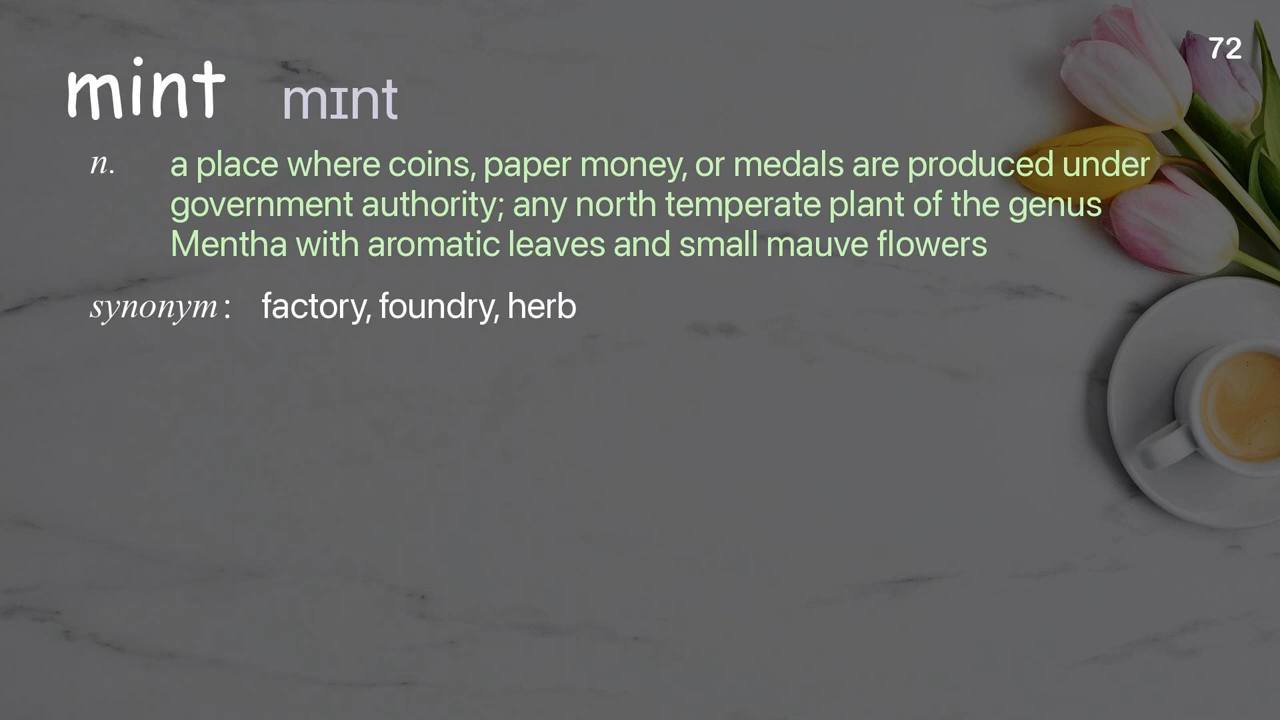 72
mint mɪnt
n. a place where coins, paper money, or medals are produced under
government authority; any north temperate plant of the genus
Mentha with aromatic leaves and small mauve flowers
synonym: factory, foundry, herb